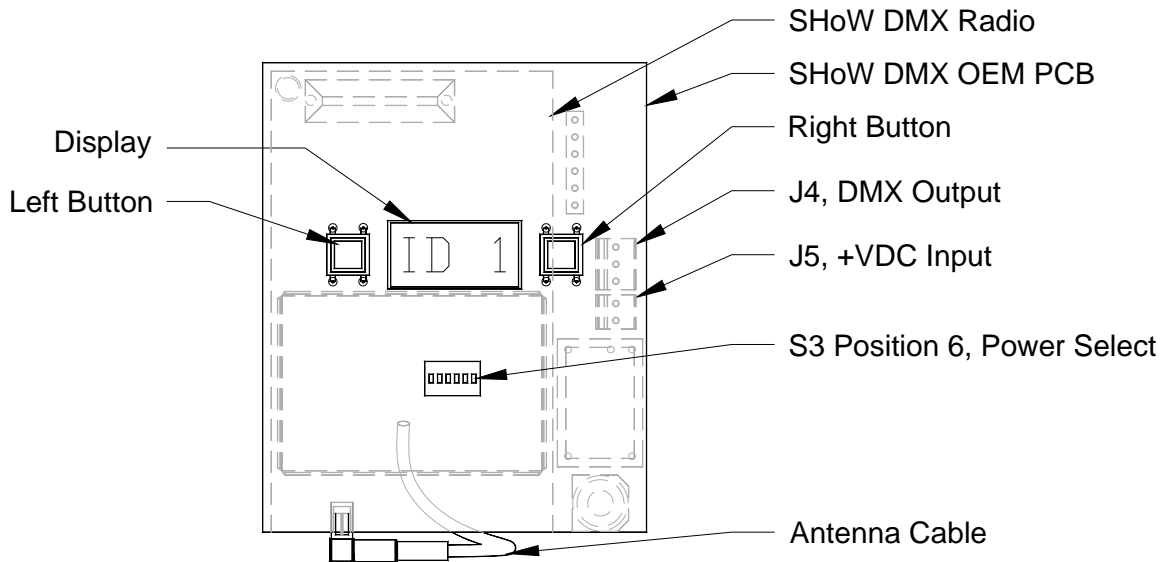 SHoW DMX Radio
SHoW DMX OEM PCB
Right Button
Display
J4, DMX Output
Left Button
ID 1
J5, +VDC Input
S3 Position 6, Power Select
Antenna Cable